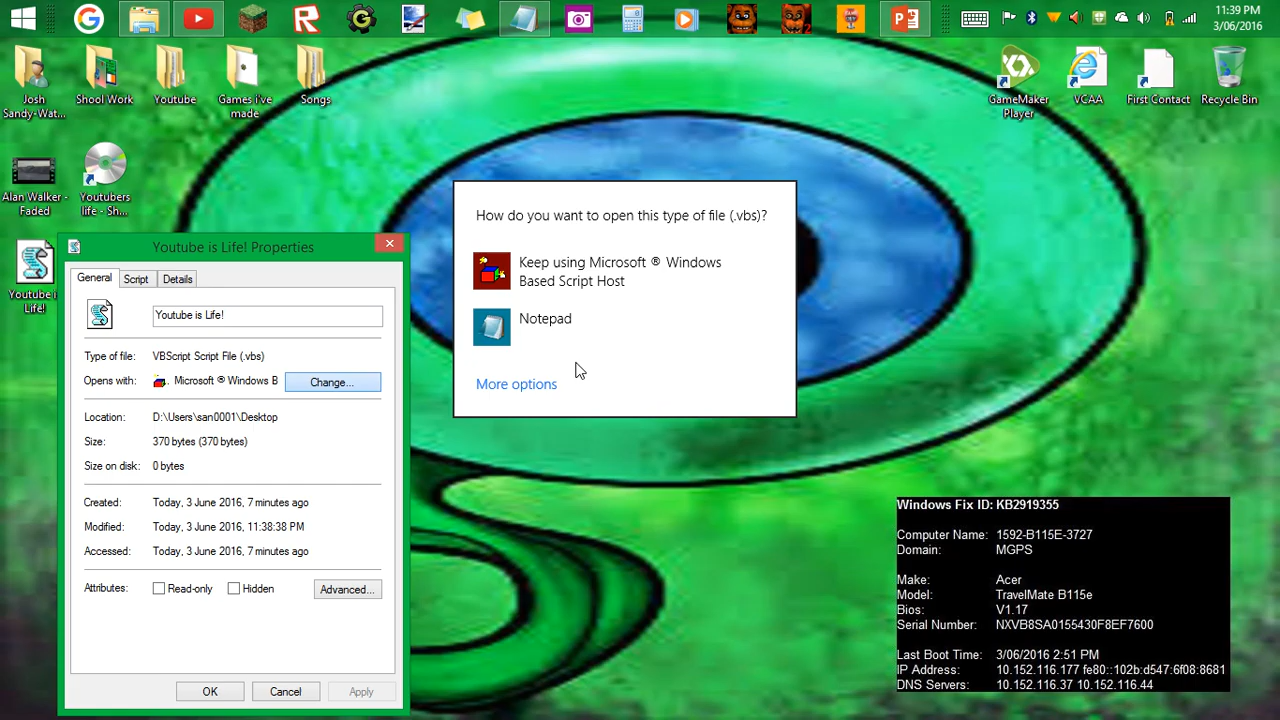 11:39 PM
3/06/2016
Josh
Sandy-Wat...
Shool Work
Youtube
Games i've
made
Songs
GameMaker
Player
VCAA
First Contact
Recycle Bin
Alan Walker -
Faded
Youtubers
life - Sh...
Youtube i
Life!
Youtube is Life! Properties
General
Script
Details
Youtube is Life!
Type of file:
VBScript Script File (.vbs)
Opens with:
Microsoft ® Windows B
Change...
Location:
D:\Users\san0001\Desktop
Size:
370 bytes (370 bytes)
Size on disk:
0 bytes
Created:
Today, 3 June 2016, 7 minutes ago
Modified:
Today, 3 June 2016, 11:38:38 PM
Accessed:
Today, 3 June 2016, 7 minutes ago
Attributes:
Read-only
Hidden
Advanced...
OK
Cancel
Apply
How do you want to open this type of file (.vbs)?
Keep using Microsoft ® Windows
Based Script Host
Notepad
More options
Windows Fix ID: KB2919355
Computer Name: 1592-B115E-3727
Domain: MGPS
Make: Acer
Model: TravelMate B115e
Bios: V1.17
Serial Number: NXVB8SA0155430F8EF7600
Last Boot Time: 3/06/2016 2:51 PM
IP Address: 10.152.116.177 fe80::102b:d547:6f08:8681
DNS Servers: 10.152.116.37 10.152.116.44